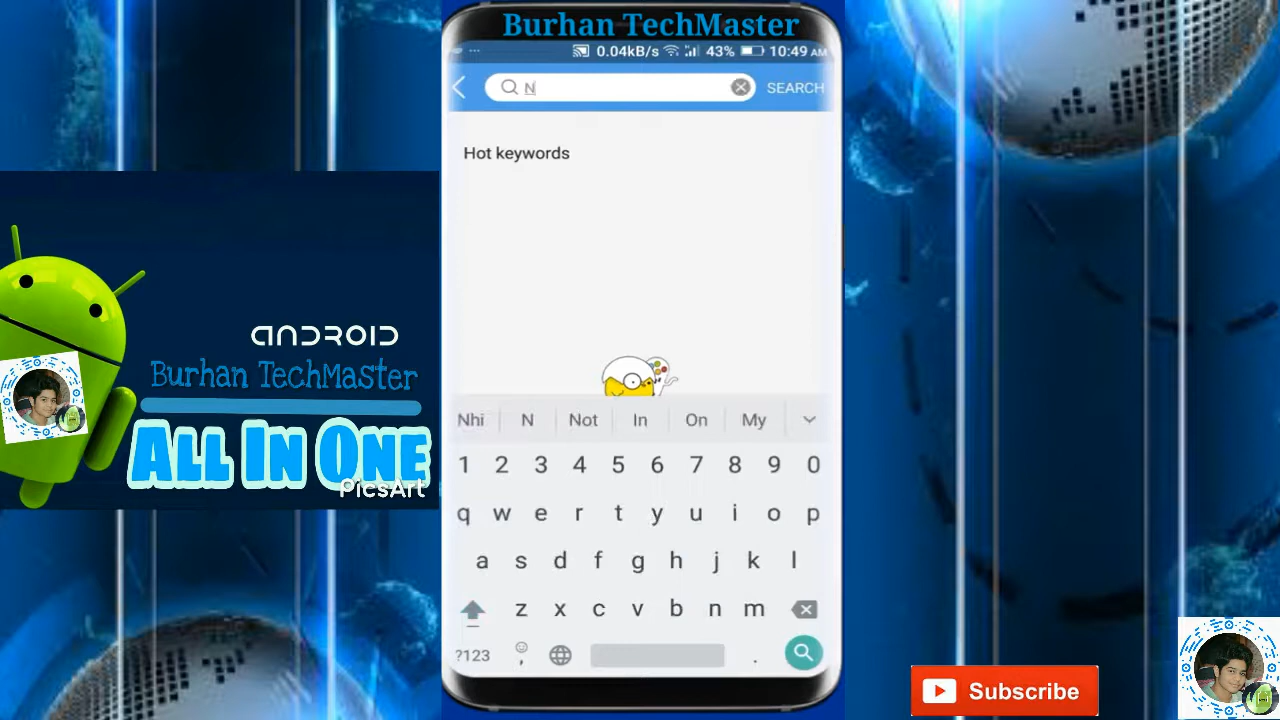 Burhan TechMaster
... 0.04kB/s 43% 10:49 AM
N SEARCH
Hot keywords
Nhi N Not In On My
1 2 3 4 5 6 7 8 9 0
q w e r t y u i o p
a s d f g h j k l
z x c v b n m
?123 , .
ANDROID
Burhan TechMaster
ALL IN ONE
PicsArt
Subscribe